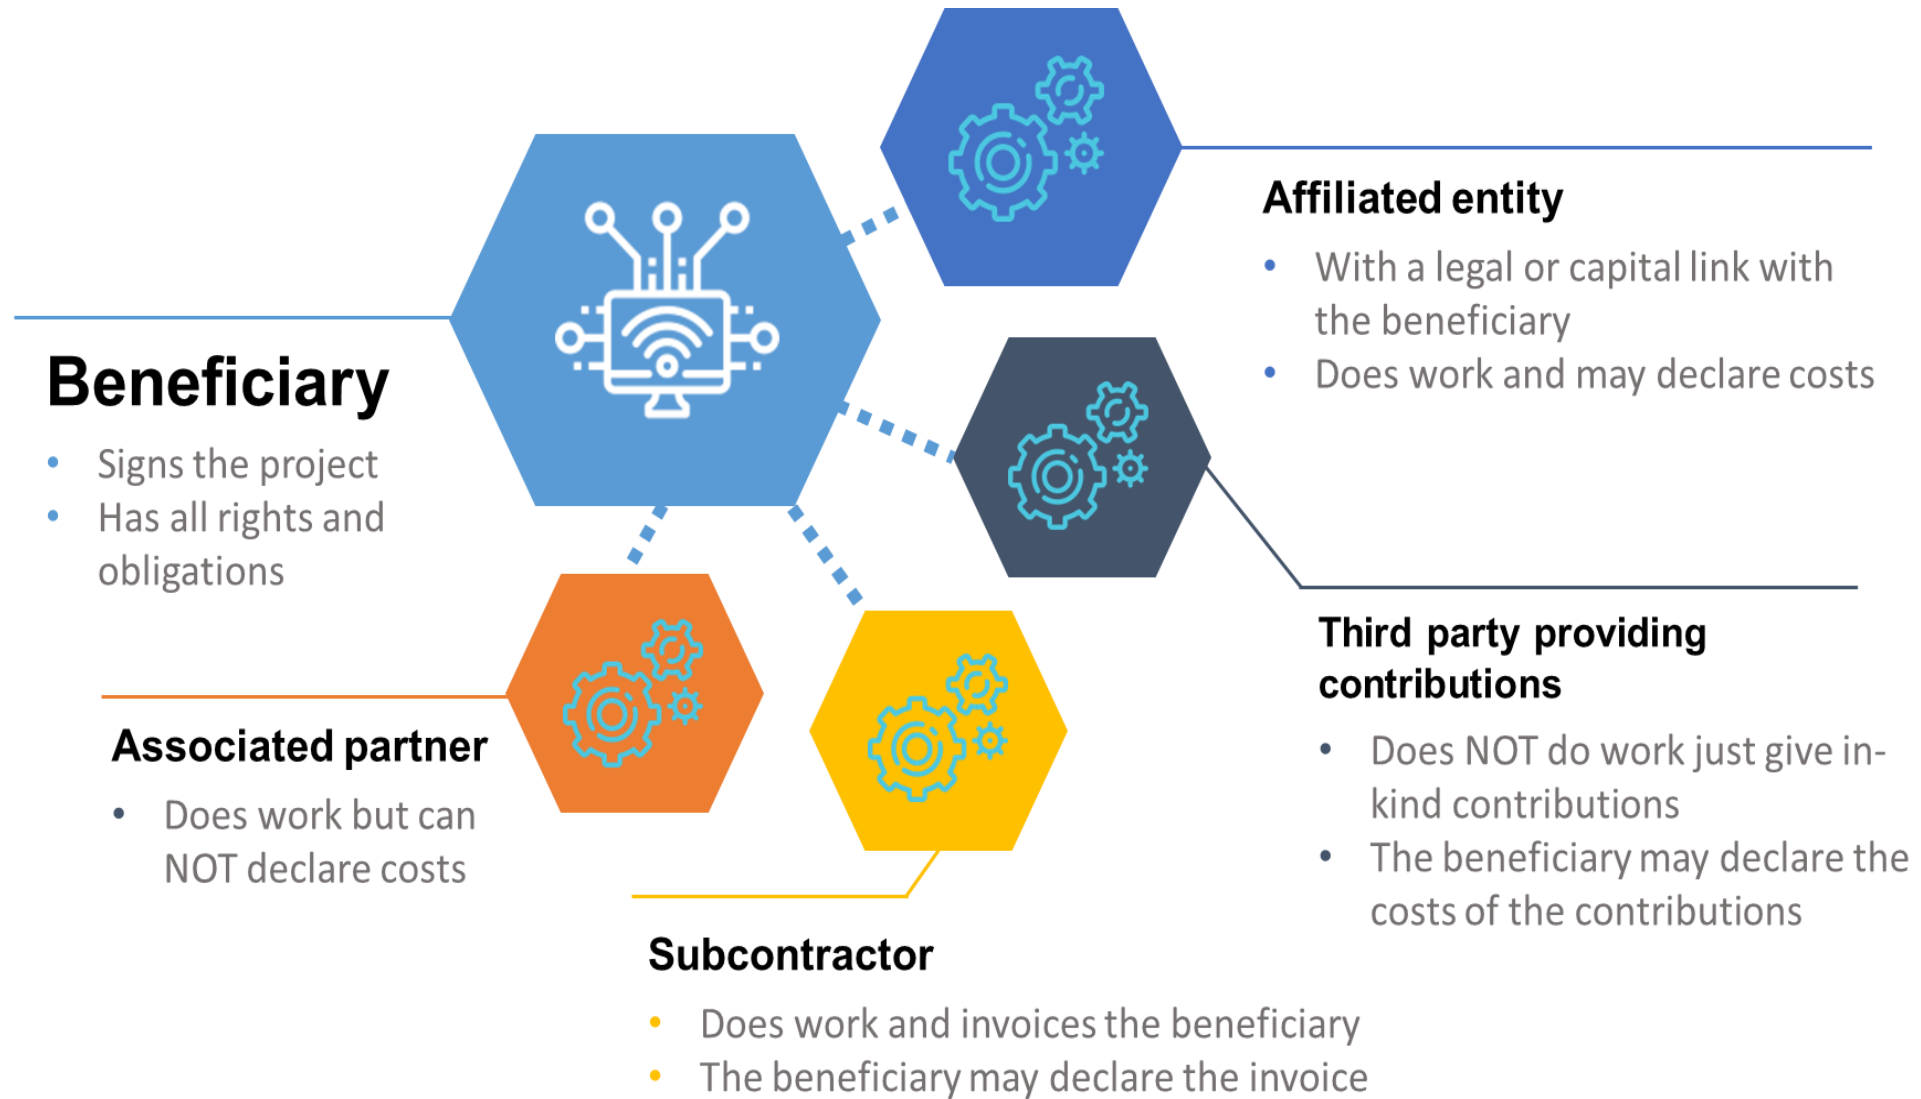 Beneficiary
• Signs the project
• Has all rights and
obligations
Affiliated entity
• With a legal or capital link with
the beneficiary
• Does work and may declare costs
Third party providing
contributions
• Does NOT do work just give in-
kind contributions
• The beneficiary may declare the
costs of the contributions
Associated partner
• Does work but can
NOT declare costs
Subcontractor
• Does work and invoices the beneficiary
• The beneficiary may declare the invoice